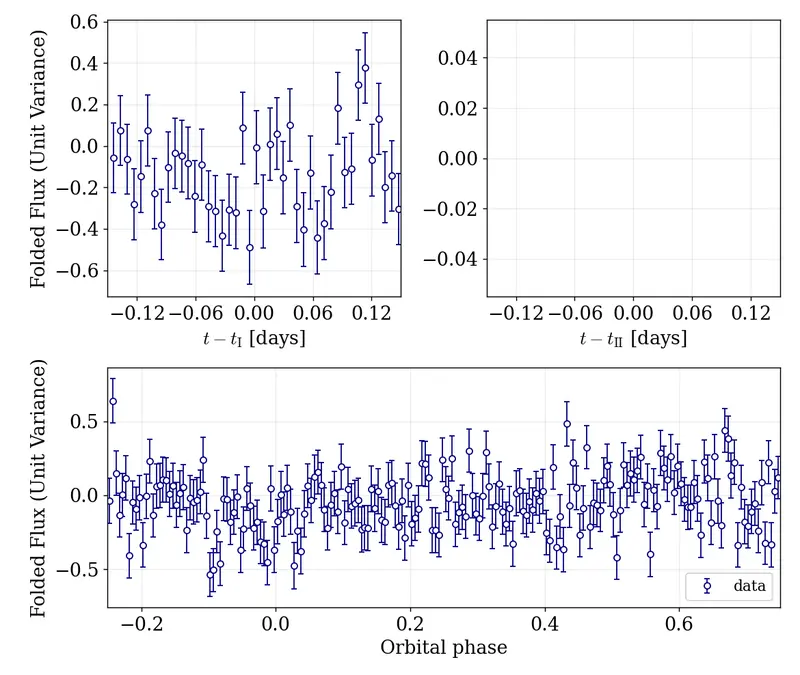 Folded Flux (Unit Variance)
0.6
0.4
0.2
0.0
−0.2
−0.4
−0.6
−0.12 −0.06 0.00 0.06 0.12
t − tI [days]
0.04
0.02
0.00
−0.02
−0.04
−0.12 −0.06 0.00 0.06 0.12
t − tII [days]
Folded Flux (Unit Variance)
0.5
0.0
−0.5
−0.2 0.0 0.2 0.4 0.6
Orbital phase
data